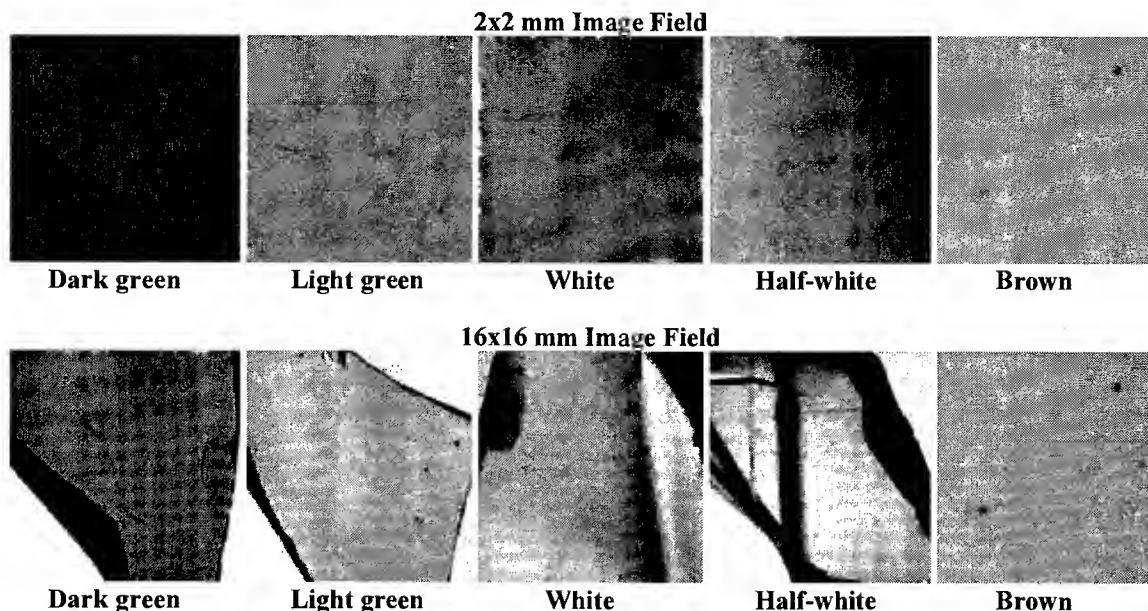 2x2 mm Image Field
Dark green Light green White Half-white Brown
16x16 mm Image Field
Dark green Light green White Half-white Brown